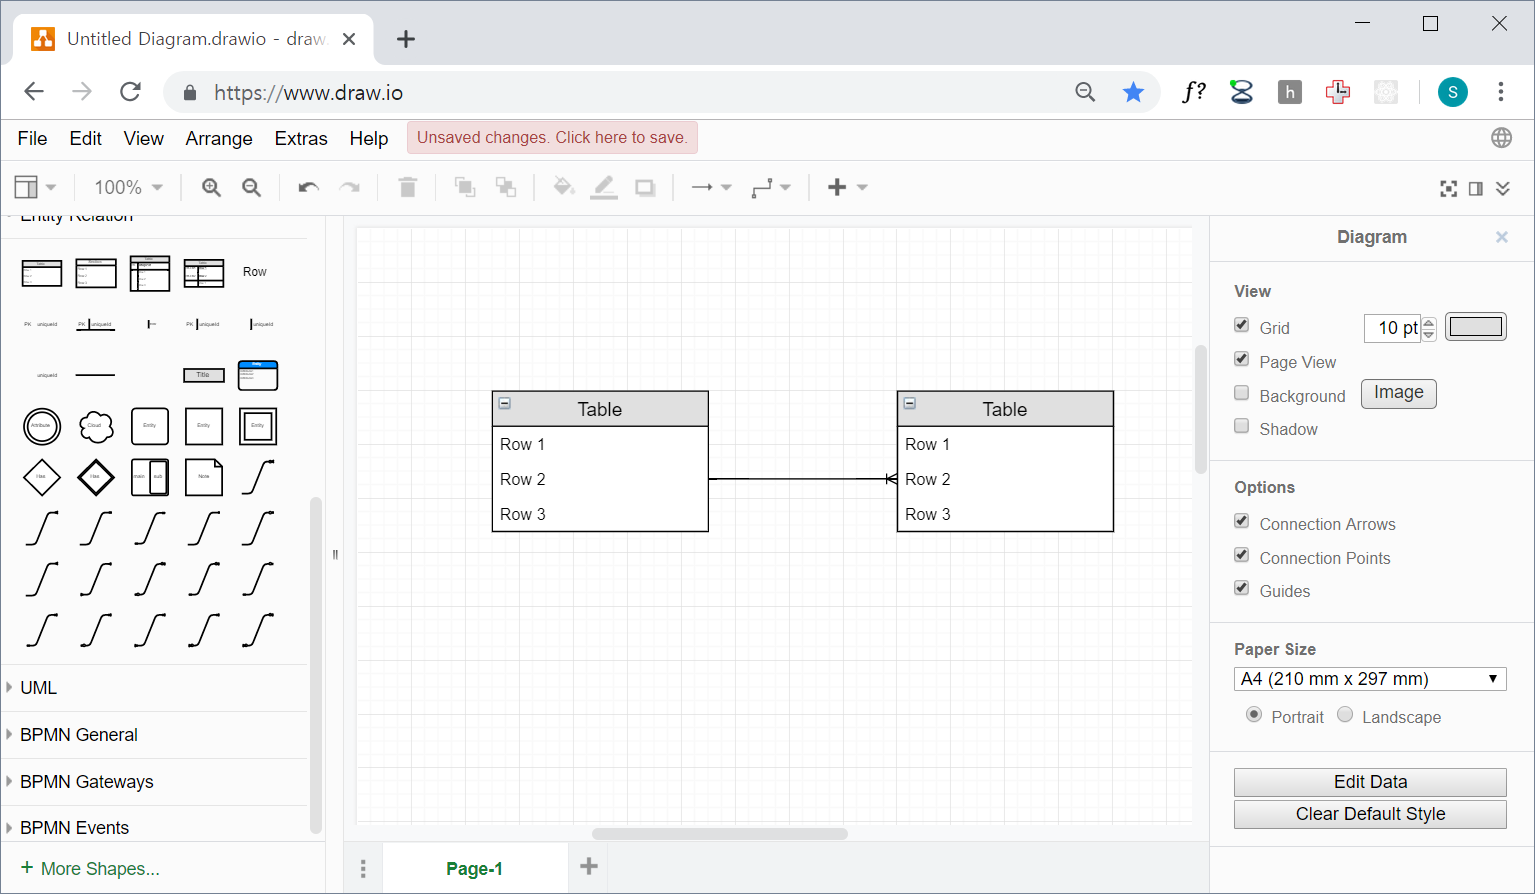 Untitled Diagram.drawio - draw.
https://www.draw.io
f?
h
S
File Edit View Arrange Extras Help Unsaved changes. Click here to save.
100%
Entity Relation
Row
PK uniqueId
PK uniqueId
PK uniqueId
uniqueId
uniqueId
Title
Attribute Cloud Entity Entity Entity
Has Has main sub Note
UML
BPMN General
BPMN Gateways
BPMN Events
+ More Shapes...
Table
Row 1
Row 2
Row 3
Table
Row 1
Row 2
Row 3
Page-1
Diagram
View
Grid 10 pt
Page View
Background Image
Shadow
Options
Connection Arrows
Connection Points
Guides
Paper Size
A4 (210 mm x 297 mm)
Portrait Landscape
Edit Data
Clear Default Style